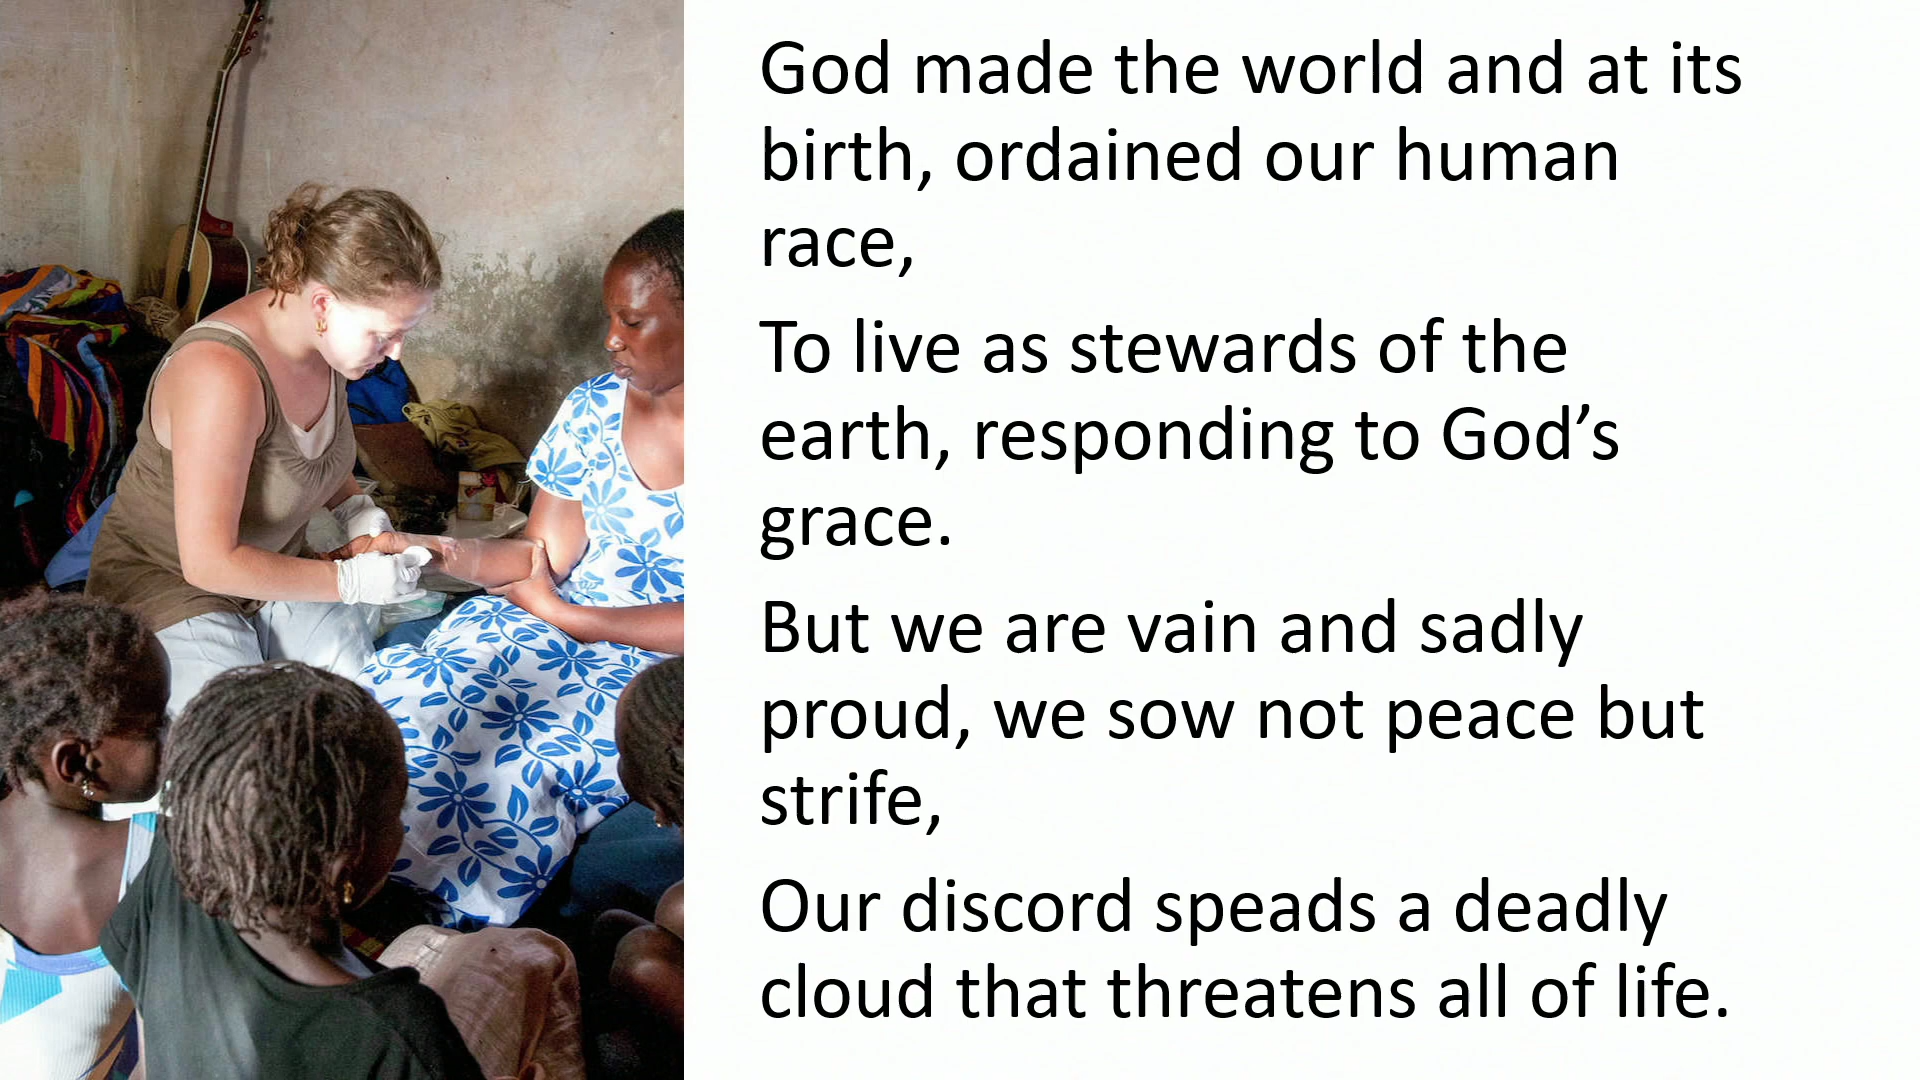 God made the world and at its
birth, ordained our human
race,
To live as stewards of the
earth, responding to God’s
grace.
But we are vain and sadly
proud, we sow not peace but
strife,
Our discord speads a deadly
cloud that threatens all of life.